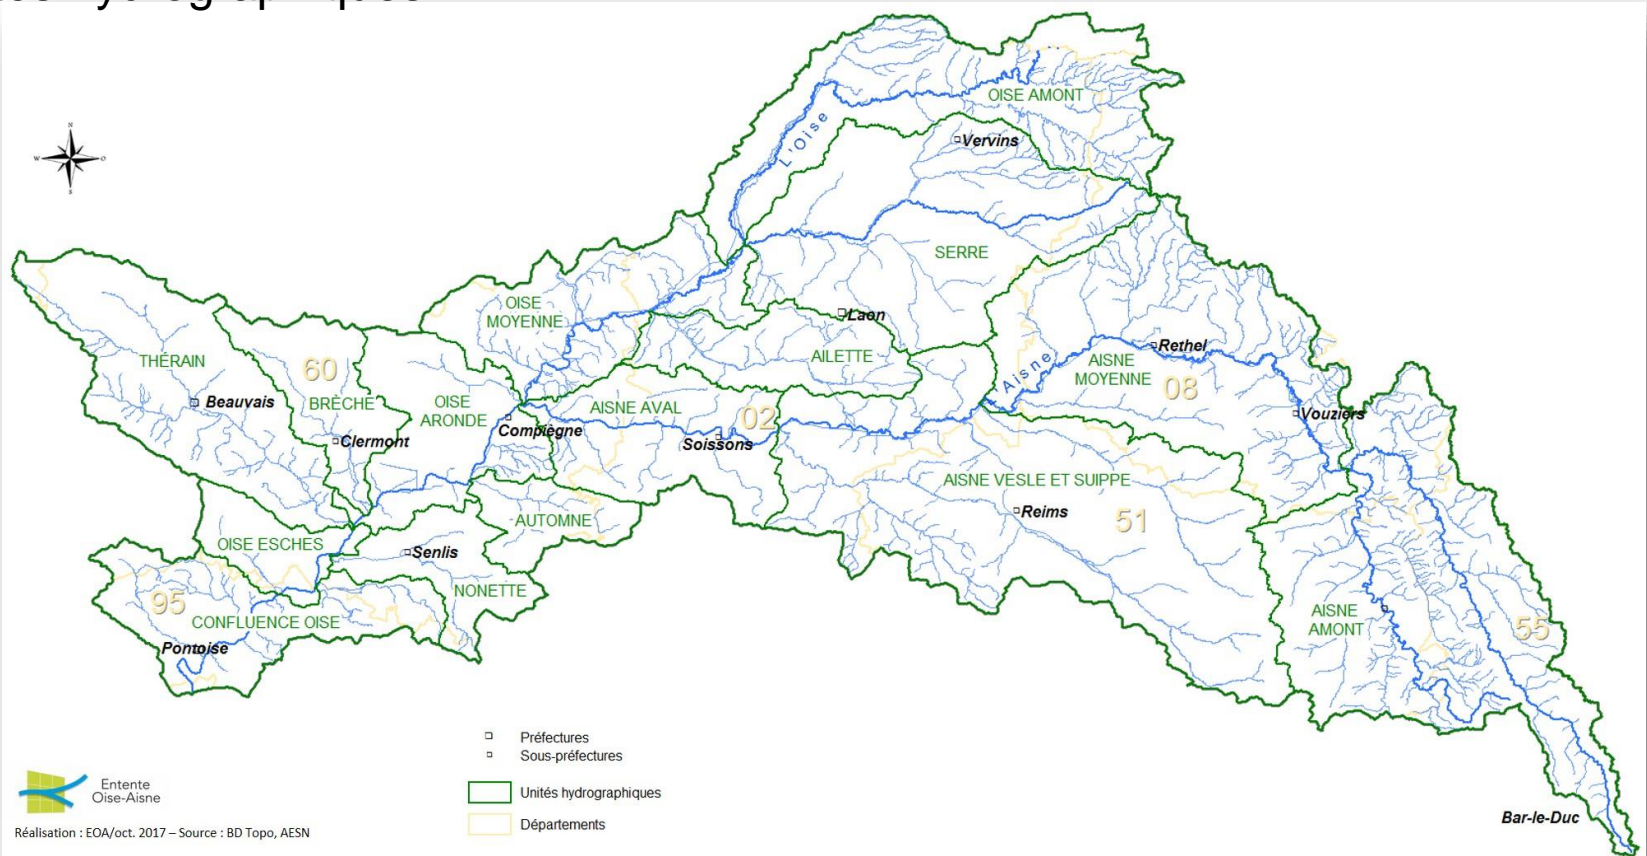 hydrographiques
N
W
O
S
OISE AMONT
L'Oise
Vervins
SERRE
OISE
MOYENNE
Laon
AILETTE
Rethel
L'Aisne
AISNE
MOYENNE
08
THÉRAIN
60
Beauvais
BRÈCHE
OISE
ARONDE
AISNE AVAL
02
Vouziers
Compiègne
Clermont
Soissons
AISNE VESLE ET SUIPPE
Reims
51
AUTOMNE
OISE ESCHES
Senlis
NONETTE
95
CONFLUENCE OISE
AISNE
AMONT
55
Pontoise
Préfectures
Sous-préfectures
Unités hydrographiques
Départements
Entente
Oise-Aisne
Bar-le-Duc
Réalisation : EOA/oct. 2017 – Source : BD Topo, AESN